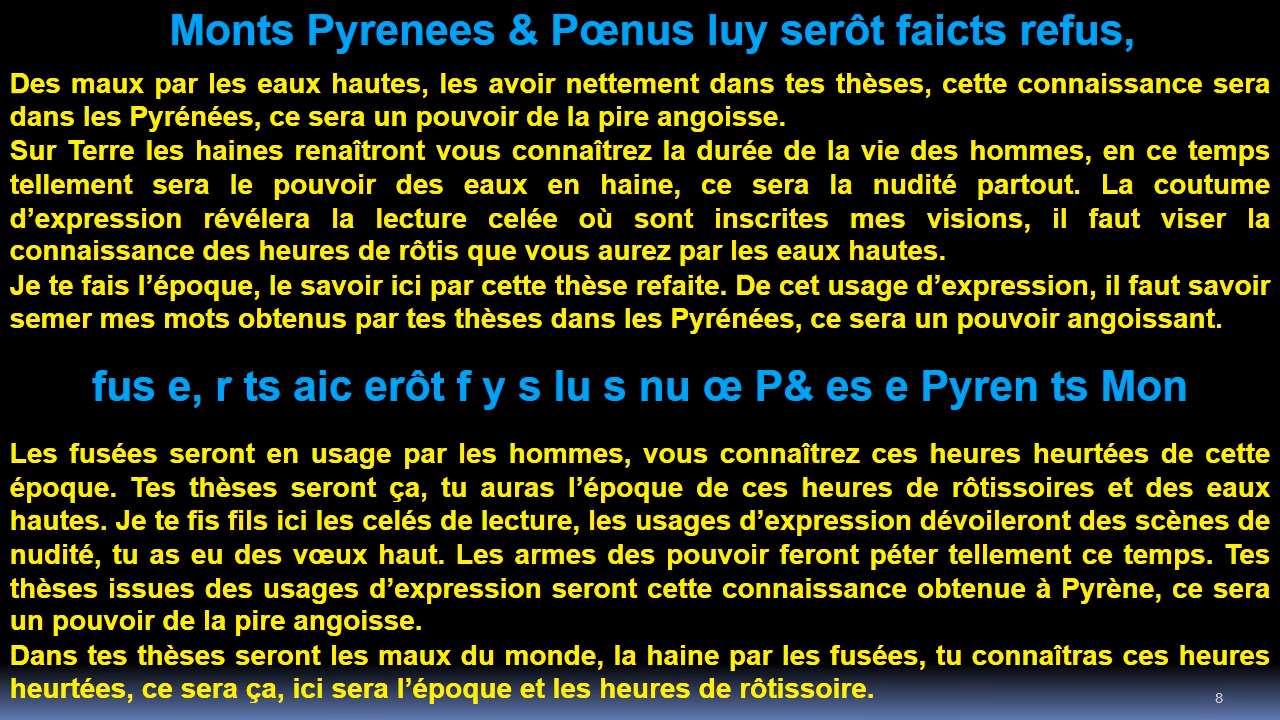 Monts Pyrenees & Pœnus luy serôt faicts refus,
Des maux par les eaux hautes, les avoir nettement dans tes thèses, cette connaissance sera
dans les Pyrénées, ce sera un pouvoir de la pire angoisse.
Sur Terre les haines renaîtront vous connaîtrez la durée de la vie des hommes, en ce temps
tellement sera le pouvoir des eaux en haine, ce sera la nudité partout. La coutume
d’expression révélera la lecture celée où sont inscrites mes visions, il faut viser la
connaissance des heures de rôtis que vous aurez par les eaux hautes.
Je te fais l’époque, le savoir ici par cette thèse refaite. De cet usage d’expression, il faut savoir
semer mes mots obtenus par tes thèses dans les Pyrénées, ce sera un pouvoir angoissant.
fus e, r ts aic erôt f y s lu s nu œ P& es e Pyren ts Mon
Les fusées seront en usage par les hommes, vous connaîtrez ces heures heurtées de cette
époque. Tes thèses seront ça, tu auras l’époque de ces heures de rôtissoires et des eaux
hautes. Je te fis fils ici les celés de lecture, les usages d’expression dévoileront des scènes de
nudité, tu as eu des vœux haut. Les armes des pouvoir feront péter tellement ce temps. Tes
thèses issues des usages d’expression seront cette connaissance obtenue à Pyrène, ce sera
un pouvoir de la pire angoisse.
Dans tes thèses seront les maux du monde, la haine par les fusées, tu connaîtras ces heures
heurtées, ce sera ça, ici sera l’époque et les heures de rôtissoire.
8